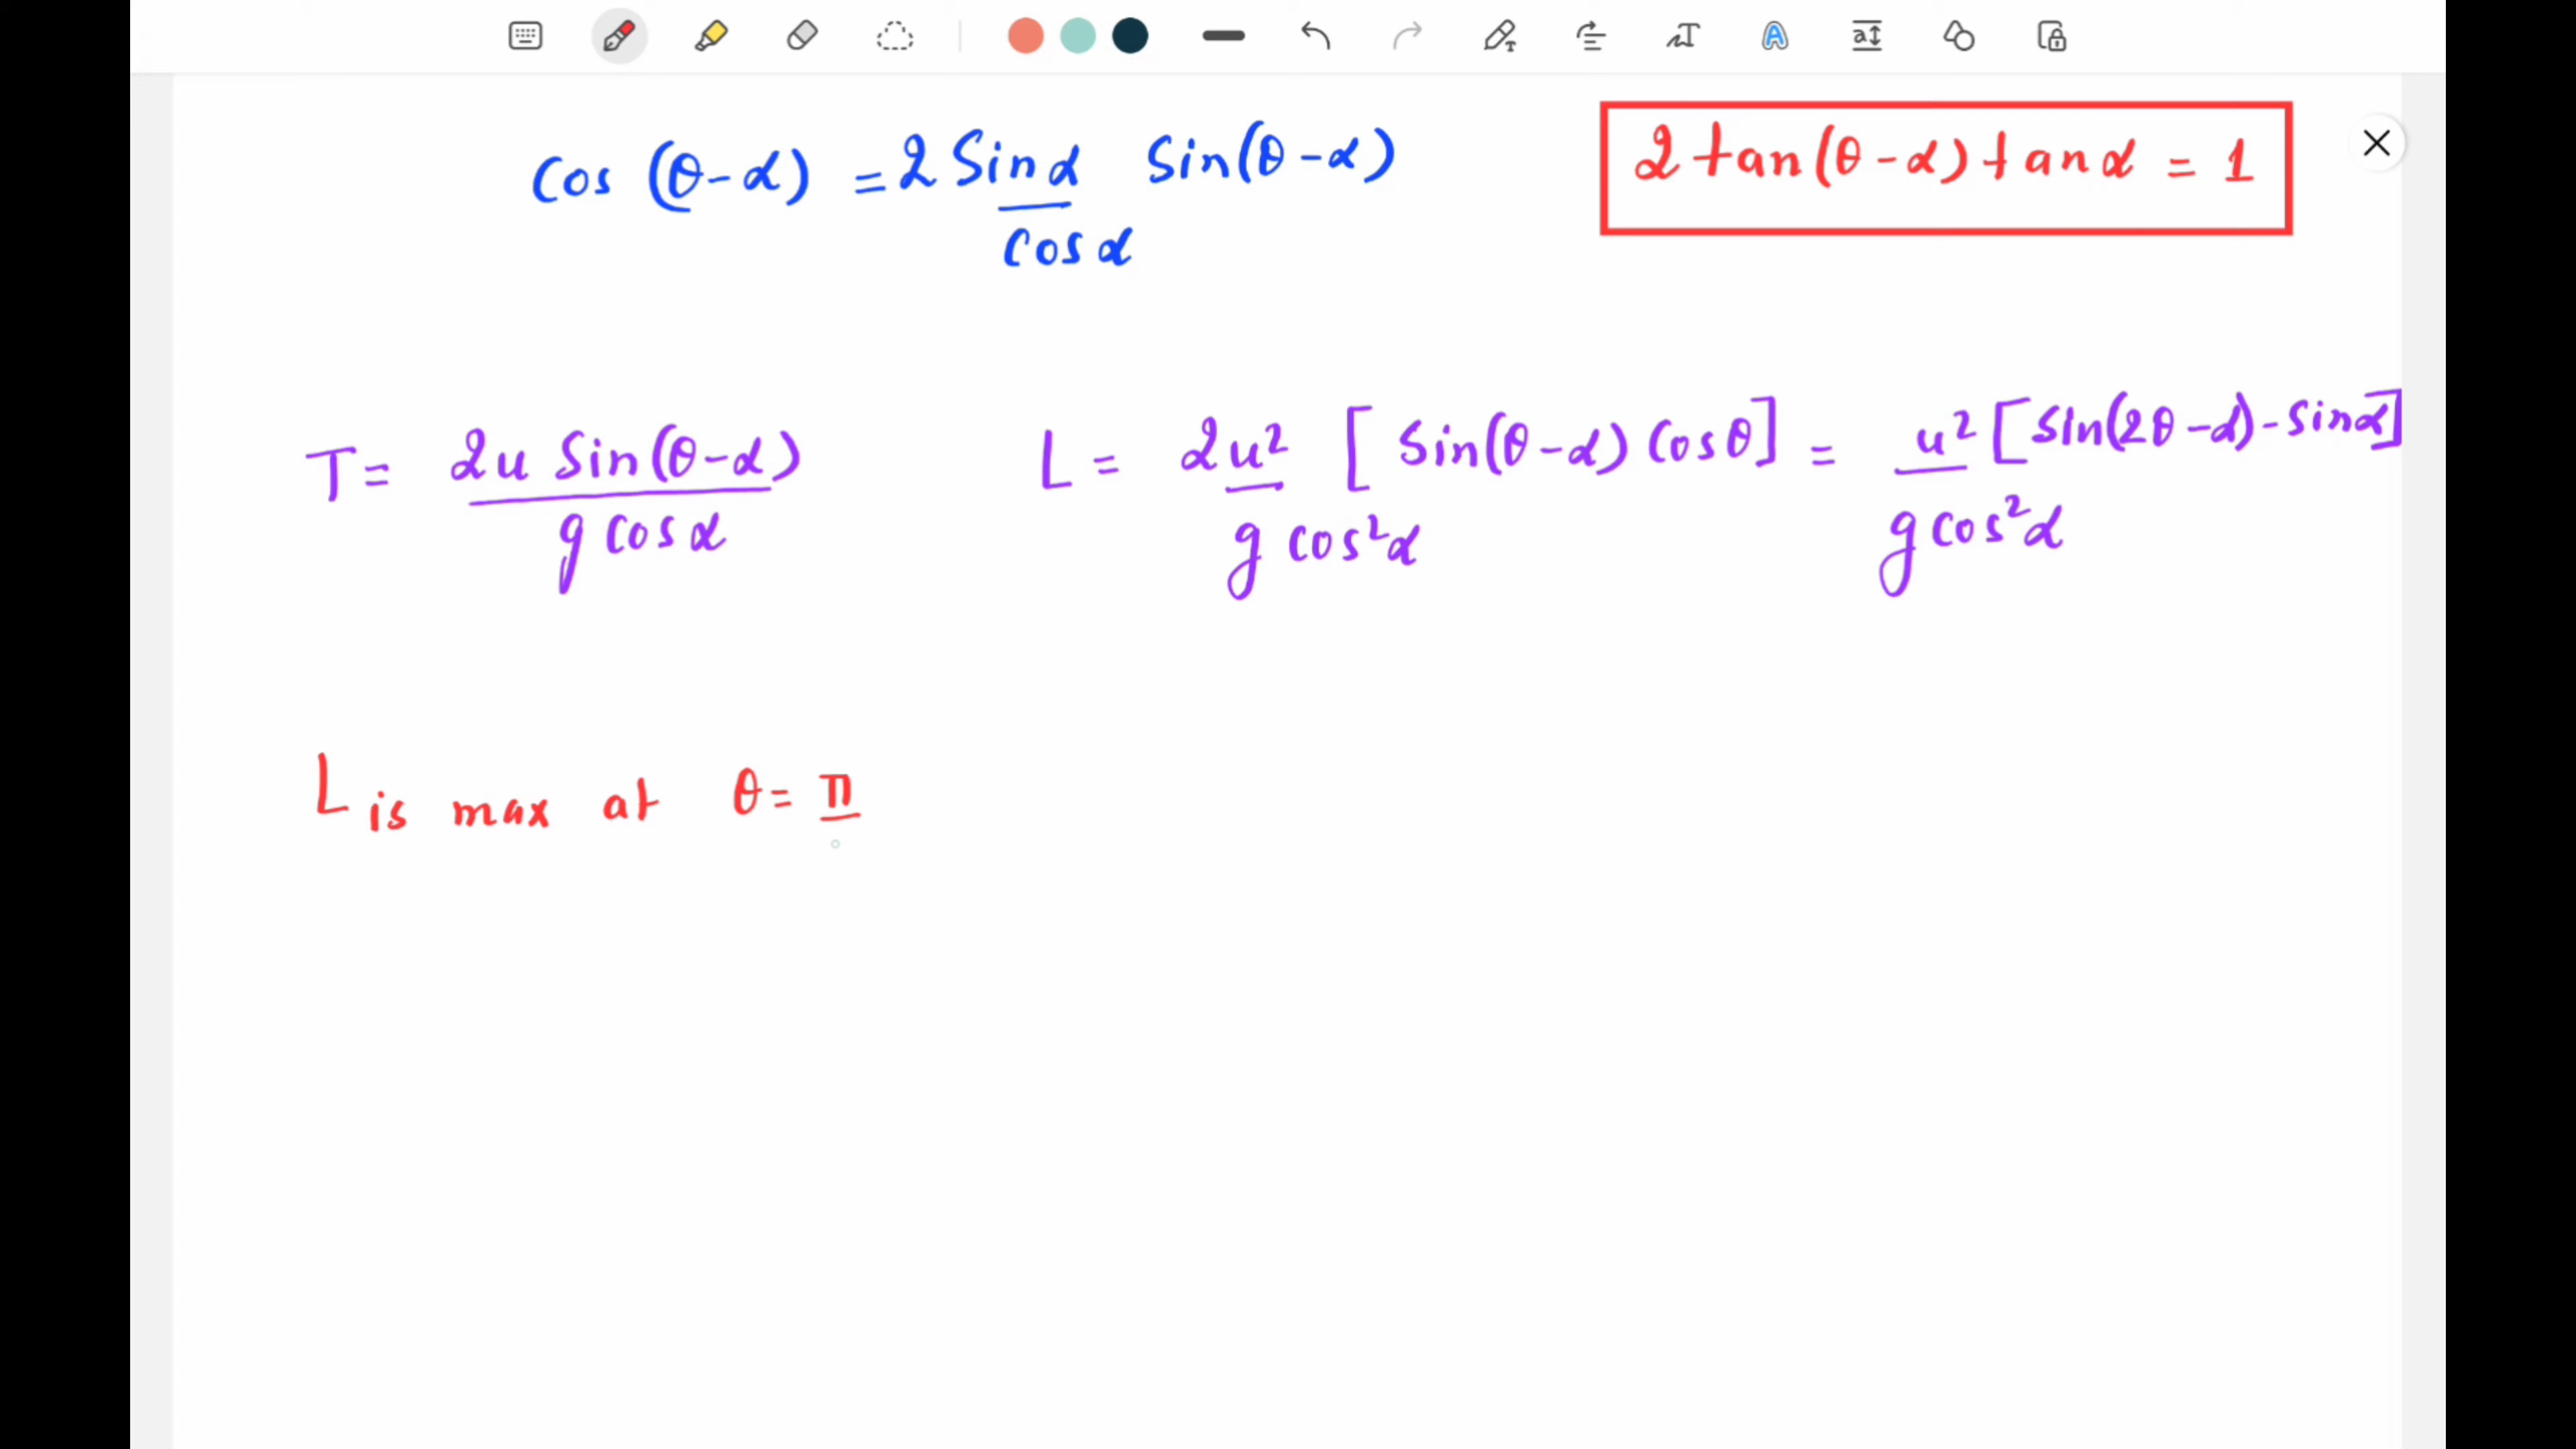 cos (θ-α) = 2 Sinα/cosα Sin(θ-α)
2 tan(θ-α) tanα = 1
T = 2u Sin(θ-α)/g cosα
L = 2u²/g cos²α [Sin(θ-α) Cosθ] = u²/g cos²α [Sin(2θ-α)-Sinα]
L is max at θ = π